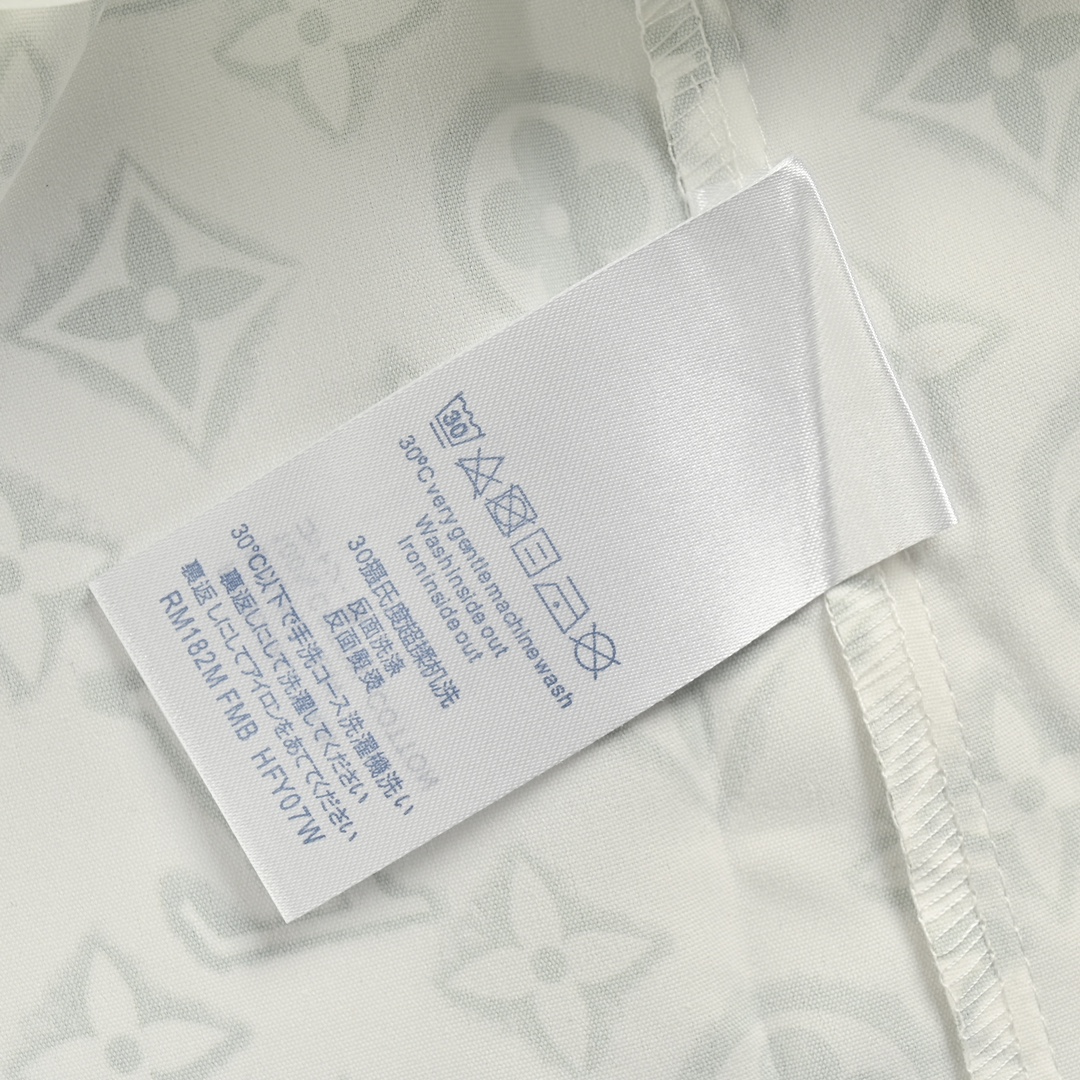 30
30°C very gentle machine wash
Wash inside out
Iron inside out
30摄氏度超揉机洗
反面洗涤
反面熨烫
30°C以下で手洗コース洗濯機洗い
裏返しにして洗濯してください
裏返しにしてアイロンをあててください
RM182M FMB HFY07W
COTTON